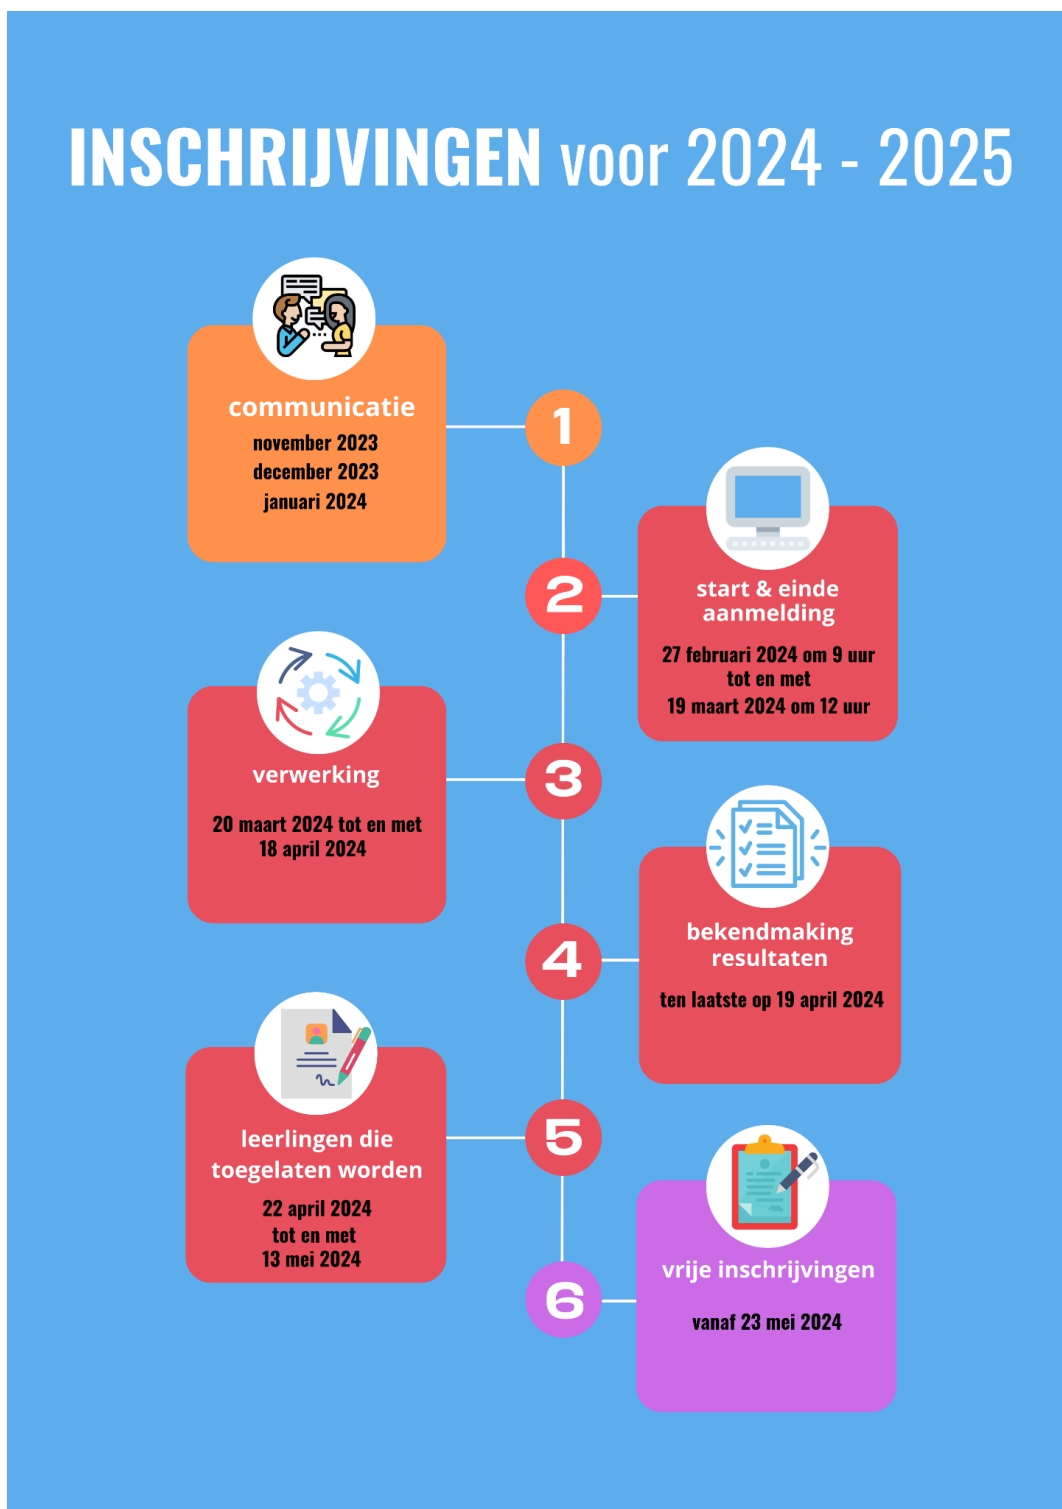 INSCHRIJVINGEN voor 2024 - 2025
communicatie
november 2023
december 2023
januari 2024
1
2
start & einde
aanmelding
27 februari 2024 om 9 uur
tot en met
19 maart 2024 om 12 uur
verwerking
20 maart 2024 tot en met
18 april 2024
3
4
bekendmaking
resultaten
ten laatste op 19 april 2024
leerlingen die
toegelaten worden
22 april 2024
tot en met
13 mei 2024
5
6
vrije inschrijvingen
vanaf 23 mei 2024